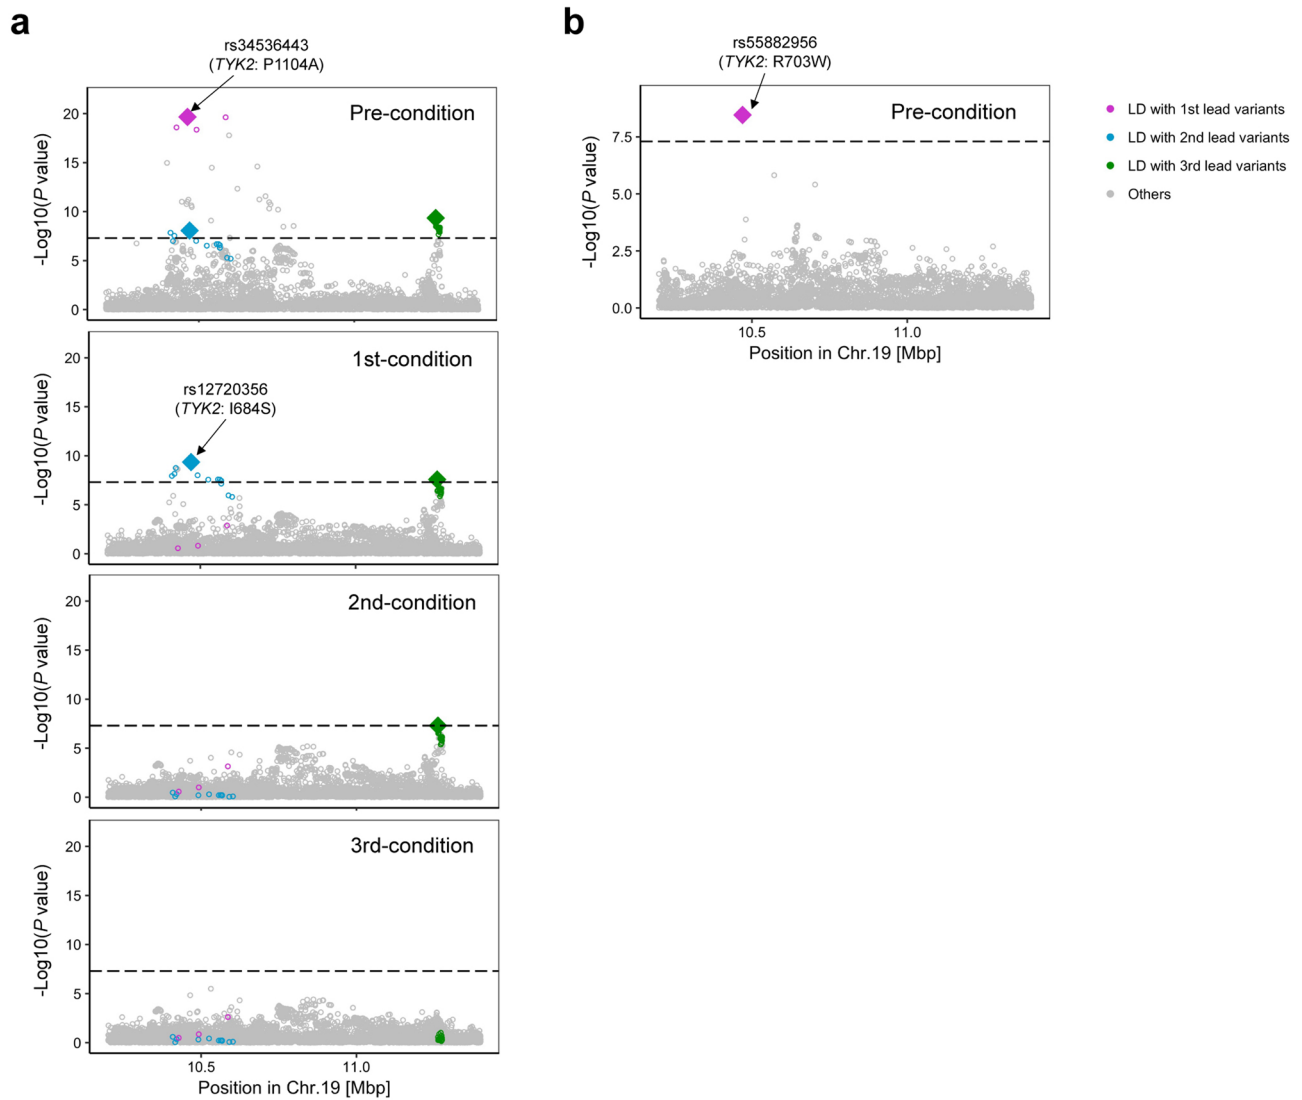 a
rs34536443
(TYK2: P1104A)
Pre-condition
-Log10(P value)
20
15
10
5
0
1st-condition
rs12720356
(TYK2: I684S)
-Log10(P value)
20
15
10
5
0
2nd-condition
-Log10(P value)
20
15
10
5
0
3rd-condition
-Log10(P value)
20
15
10
5
0
10.5
11.0
Position in Chr.19 [Mbp]
b
rs55882956
(TYK2: R703W)
Pre-condition
-Log10(P value)
7.5
5.0
2.5
0.0
10.5
11.0
Position in Chr.19 [Mbp]
LD with 1st lead variants
LD with 2nd lead variants
LD with 3rd lead variants
Others